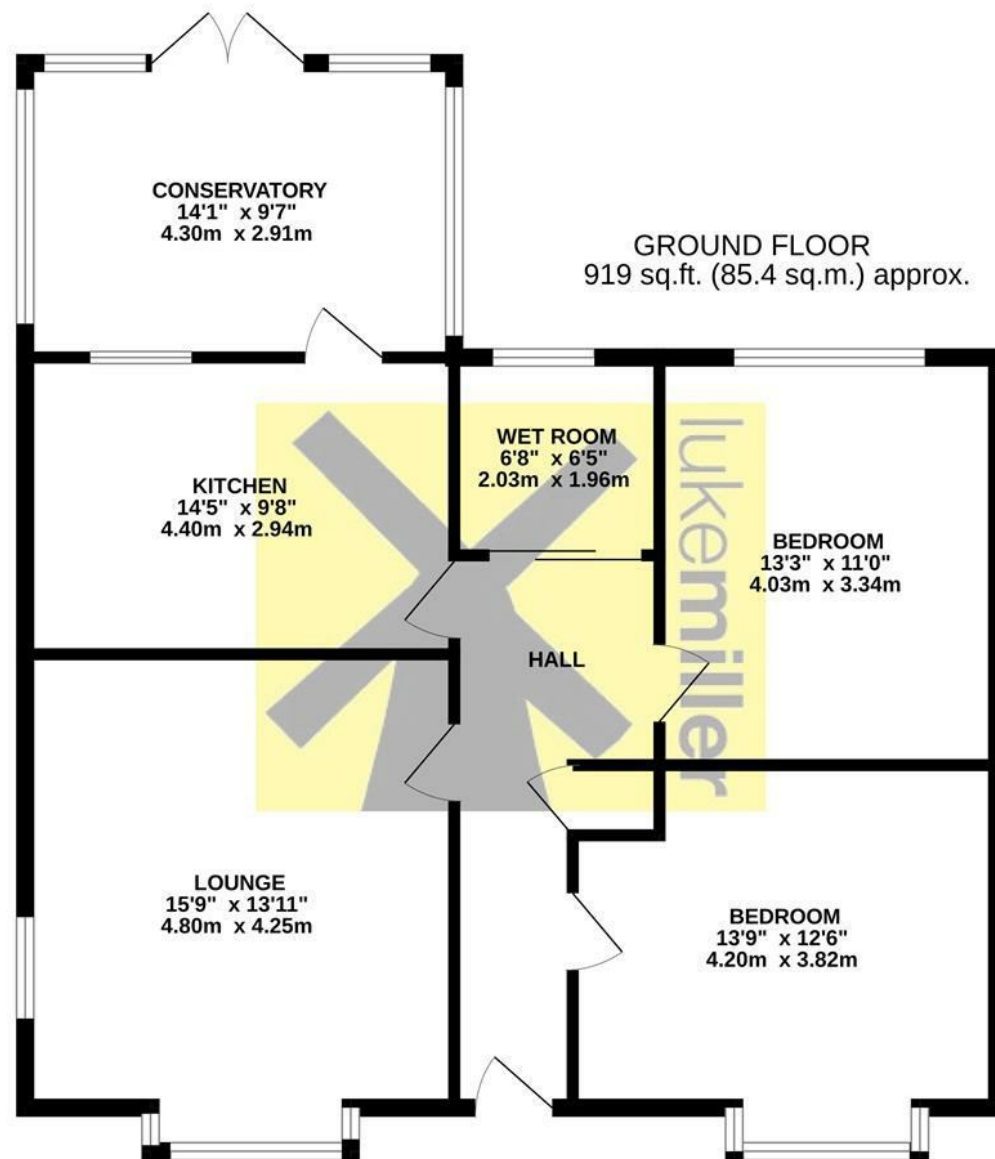 CONSERVATORY
14'1" x 9'7"
4.30m x 2.91m
GROUND FLOOR
919 sq.ft. (85.4 sq.m.) approx.
WET ROOM
6'8" x 6'5"
2.03m x 1.96m
KITCHEN
14'5" x 9'8"
4.40m x 2.94m
lukemiller
BEDROOM
13'3" x 11'0"
4.03m x 3.34m
HALL
LOUNGE
15'9" x 13'11"
4.80m x 4.25m
BEDROOM
13'9" x 12'6"
4.20m x 3.82m